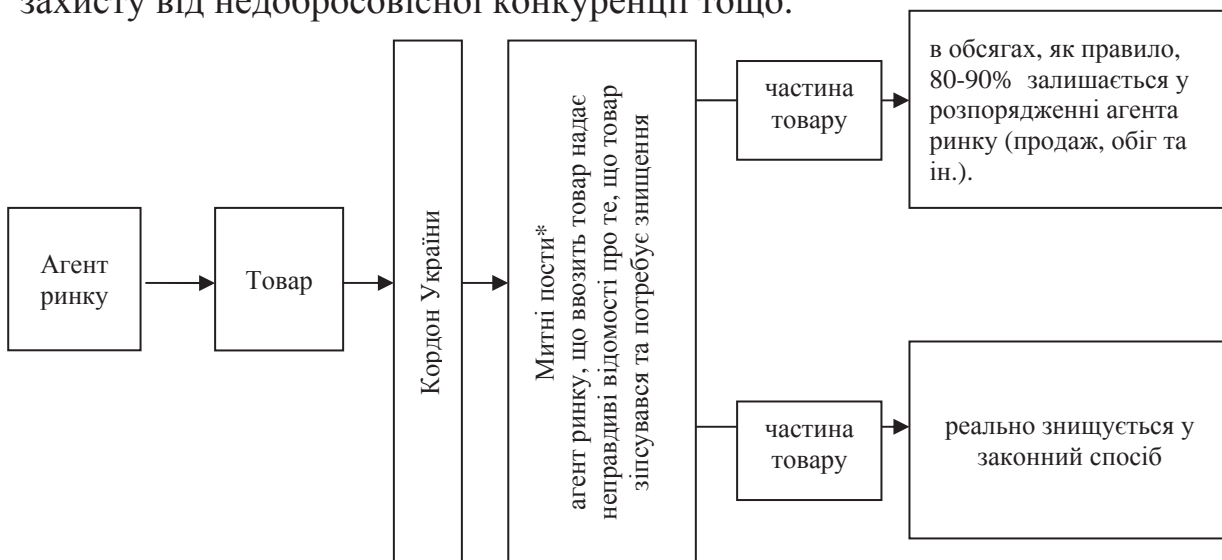 захисту від недобросовісної конкуренції тощо.
Агент
ринку
Товар
Кордон України
Митні пости*
агент ринку, що ввозить товар надає
неправдиві відомості про те, що товар
зіпсувався та потребує знищення
частина
товару
в обсягах, як правило,
80-90% залишається у
розпорядженні агента
ринку (продаж, обіг та
ін.).
частина
товару
реально знищується у
законний спосіб